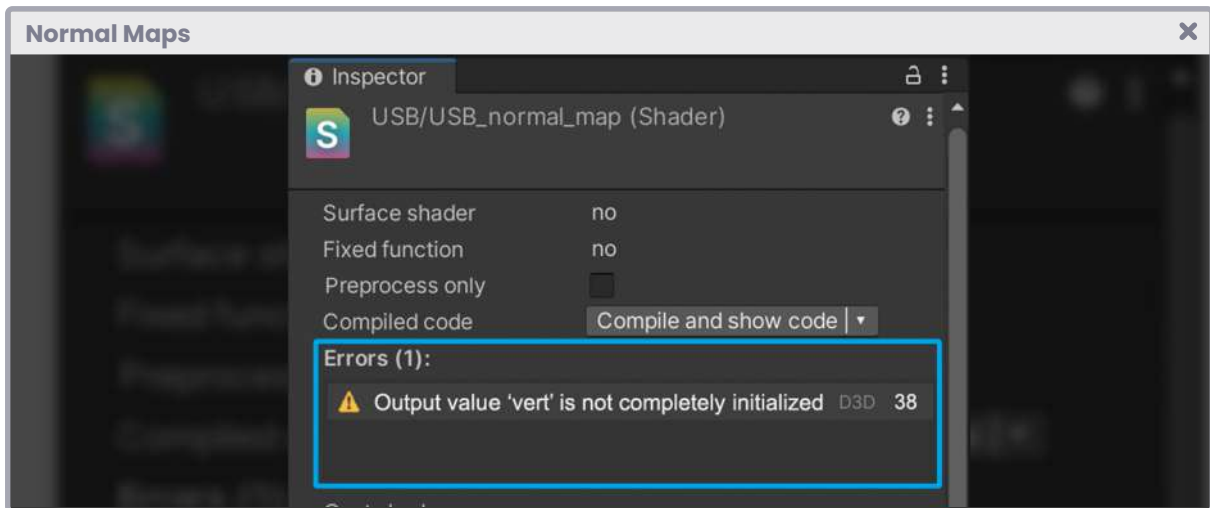 Normal Maps
Inspector
USB/USB_normal_map (Shader)
S
Surface shader no
Fixed function no
Preprocess only
Compiled code Compile and show code
Errors (1):
Output value ‘vert’ is not completely initialized D3D 38